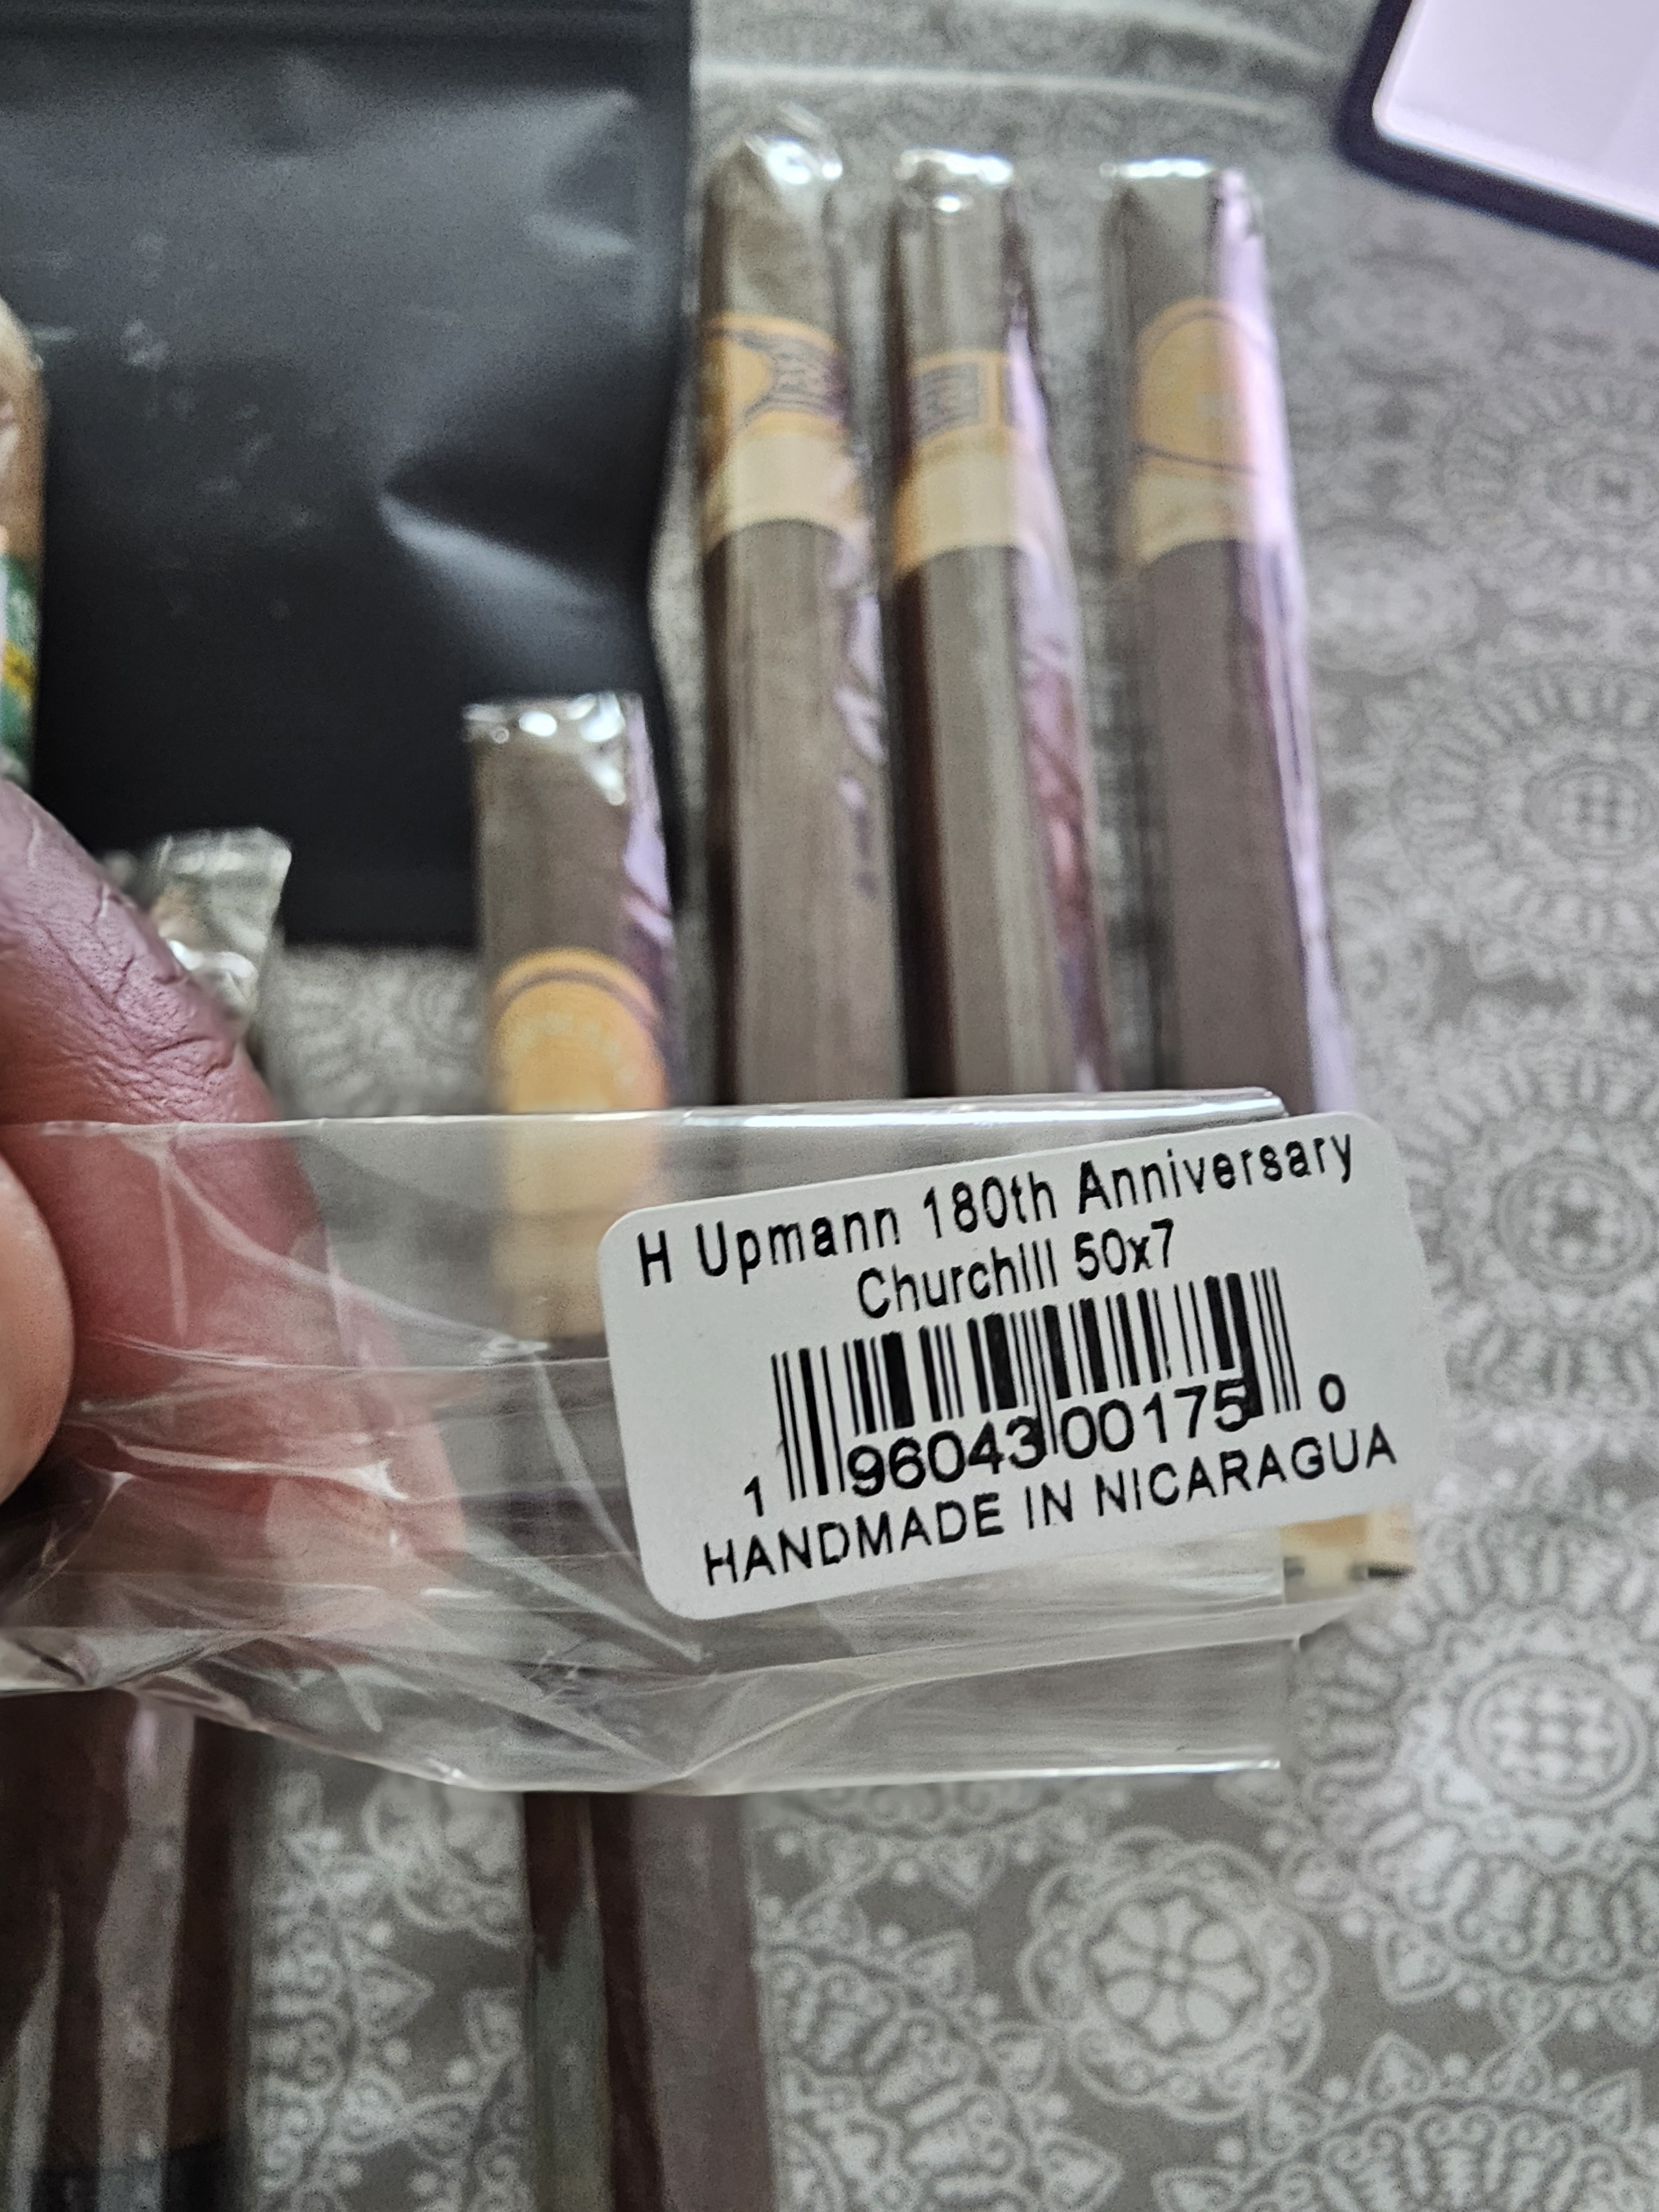 H Upmann 180th Anniversary
Churchill 50x7
1 96043 00175 0
HANDMADE IN NICARAGUA